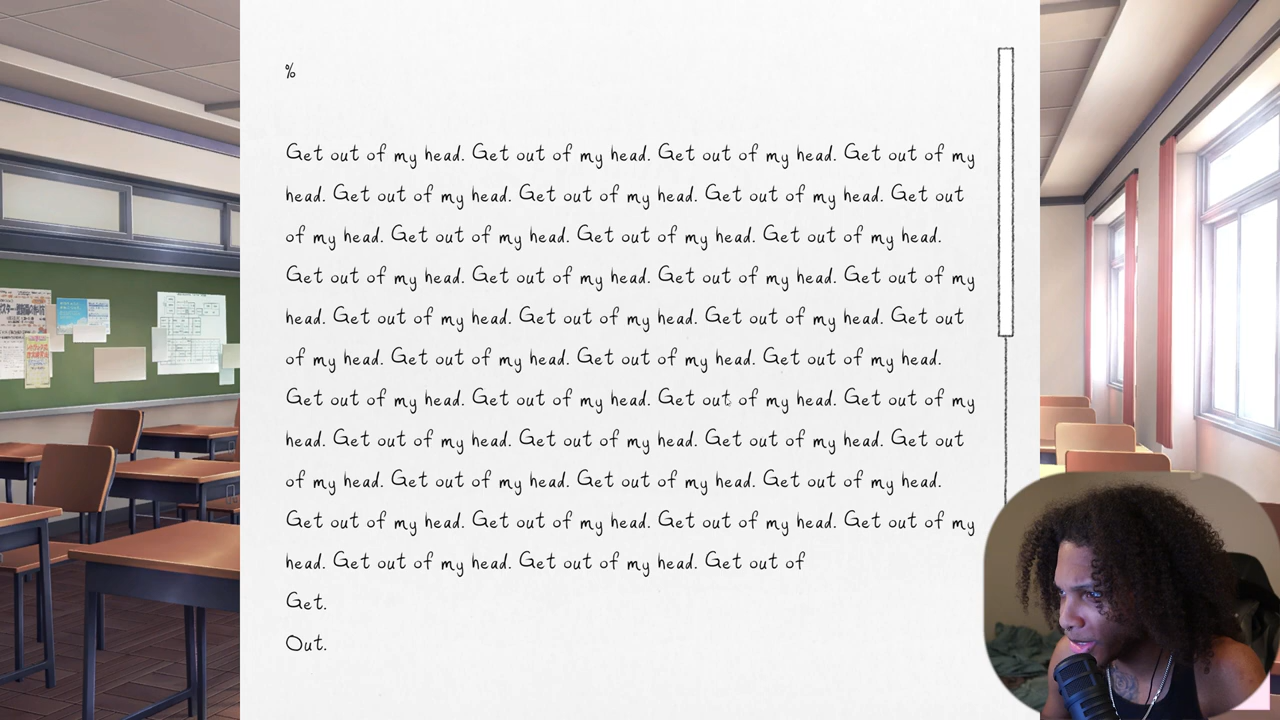 %
Get out of my head. Get out of my head. Get out of my head. Get out of my
head. Get out of my head. Get out of my head. Get out of my head. Get out
of my head. Get out of my head. Get out of my head. Get out of my head.
Get out of my head. Get out of my head. Get out of my head. Get out of my
head. Get out of my head. Get out of my head. Get out of my head. Get out
of my head. Get out of my head. Get out of my head. Get out of my head.
Get out of my head. Get out of my head. Get out of my head. Get out of my
head. Get out of my head. Get out of my head. Get out of my head. Get out
of my head. Get out of my head. Get out of my head. Get out of my head.
Get out of my head. Get out of my head. Get out of my head. Get out of my
head. Get out of my head. Get out of my head. Get out of
Get.
Out.